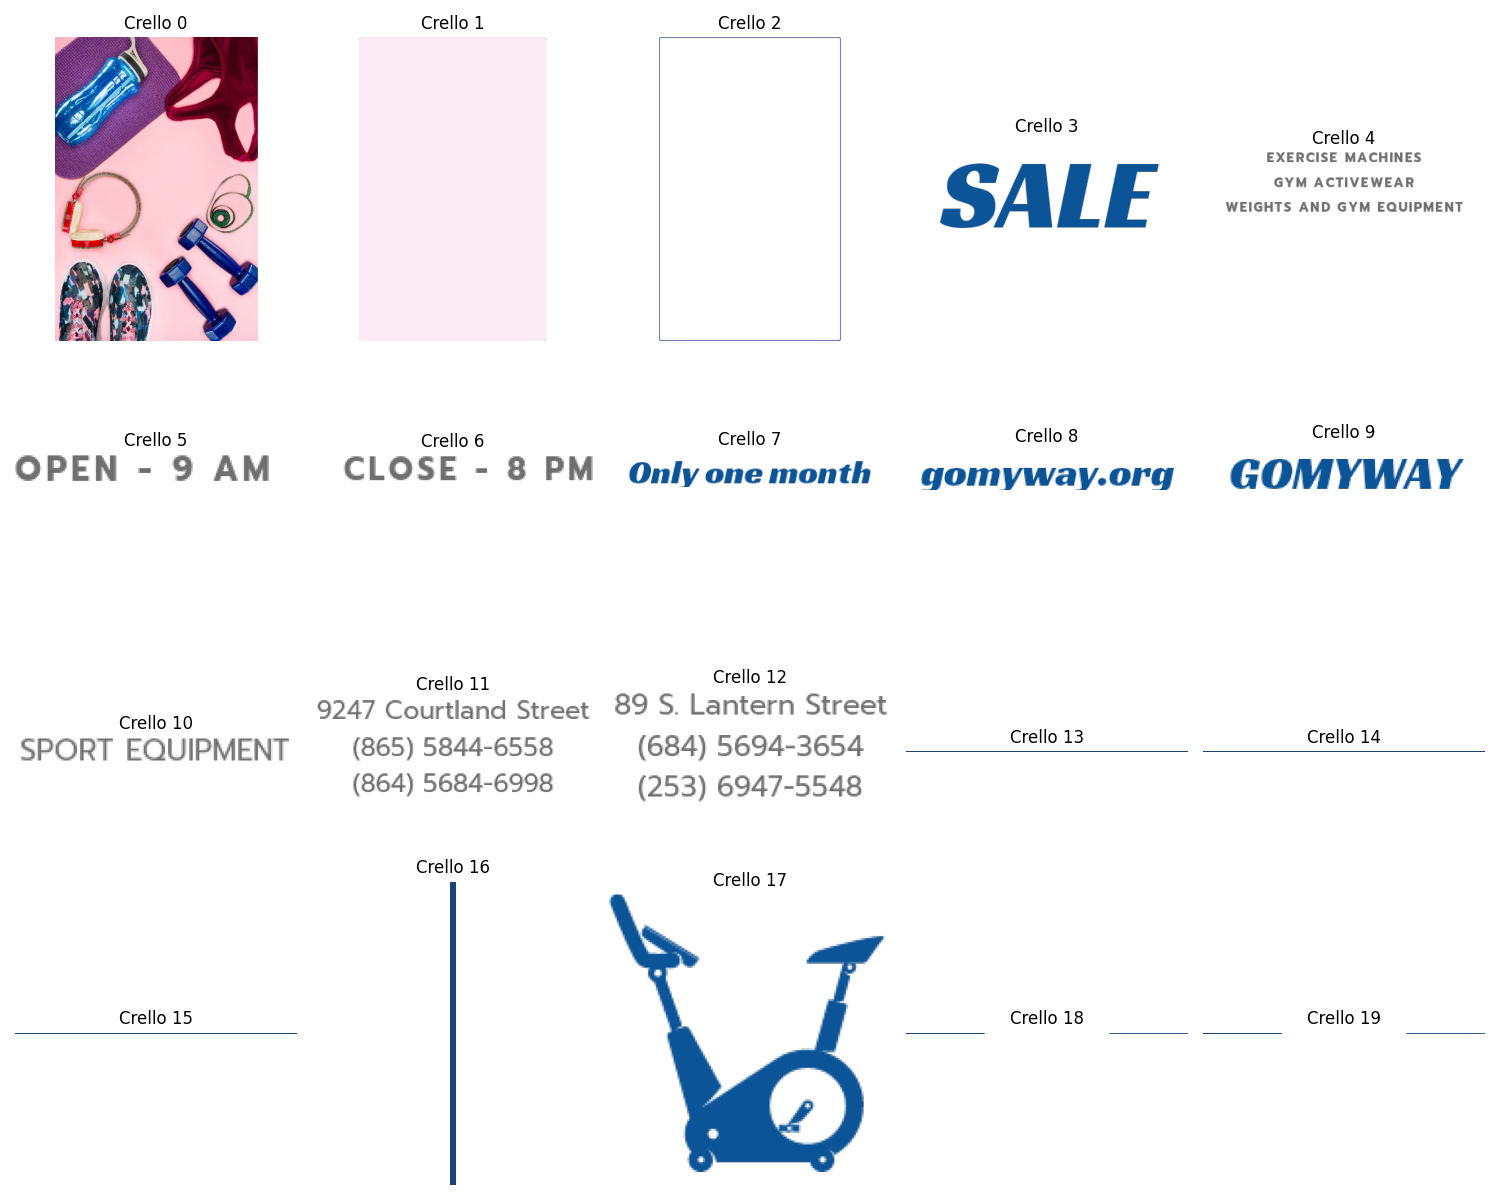 Crello 0
Crello 1
Crello 2
Crello 3
SALE
Crello 4
EXERCISE MACHINES
GYM ACTIVEWEAR
WEIGHTS AND GYM EQUIPMENT
Crello 5
OPEN - 9 AM
Crello 6
CLOSE - 8 PM
Crello 7
Only one month
Crello 8
gomyway.org
Crello 9
GOMYWAY
Crello 10
SPORT EQUIPMENT
Crello 11
9247 Courtland Street
(865) 5844-6558
(864) 5684-6998
Crello 12
89 S. Lantern Street
(684) 5694-3654
(253) 6947-5548
Crello 13
Crello 14
Crello 15
Crello 16
Crello 17
Crello 18
Crello 19